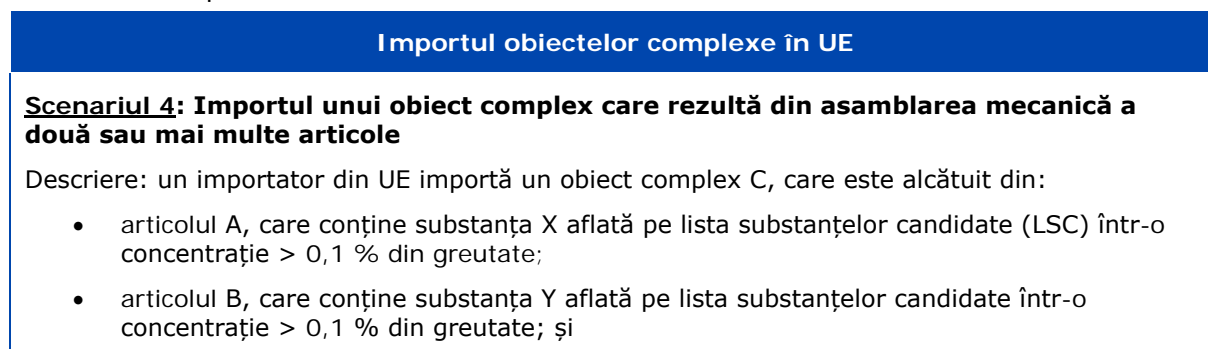 Importul obiectelor complexe în UE
Scenariul 4: Importul unui obiect complex care rezultă din asamblarea mecanică a
două sau mai multe articole
Descriere: un importator din UE importă un obiect complex C, care este alcătuit din:
• articolul A, care conține substanța X aflată pe lista substanțelor candidate (LSC) într-o
concentrație > 0,1 % din greutate;
• articolul B, care conține substanța Y aflată pe lista substanțelor candidate într-o
concentrație > 0,1 % din greutate; și